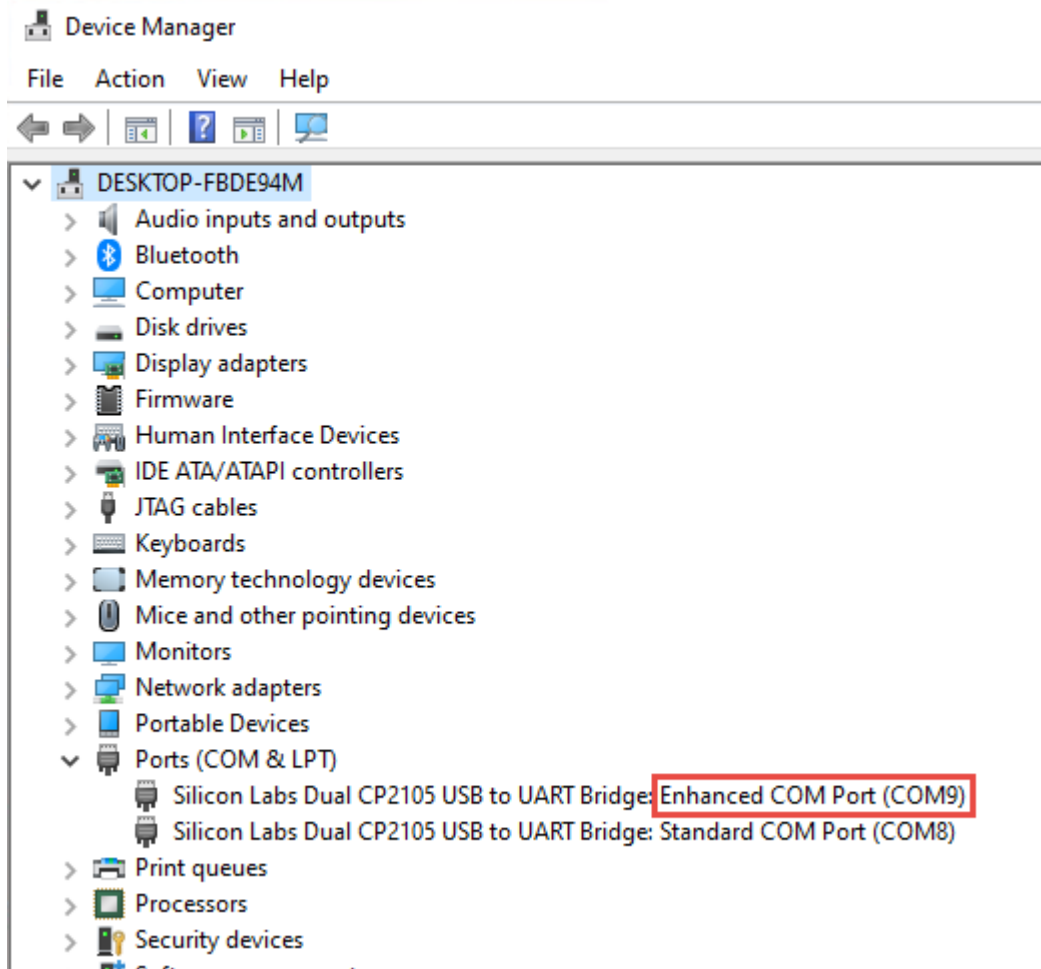 Device Manager
File Action View Help
DESKTOP-FBDE94M
Audio inputs and outputs
Bluetooth
Computer
Disk drives
Display adapters
Firmware
Human Interface Devices
IDE ATA/ATAPI controllers
JTAG cables
Keyboards
Memory technology devices
Mice and other pointing devices
Monitors
Network adapters
Portable Devices
Ports (COM & LPT)
Silicon Labs Dual CP2105 USB to UART Bridge: Enhanced COM Port (COM9)
Silicon Labs Dual CP2105 USB to UART Bridge: Standard COM Port (COM8)
Print queues
Processors
Security devices